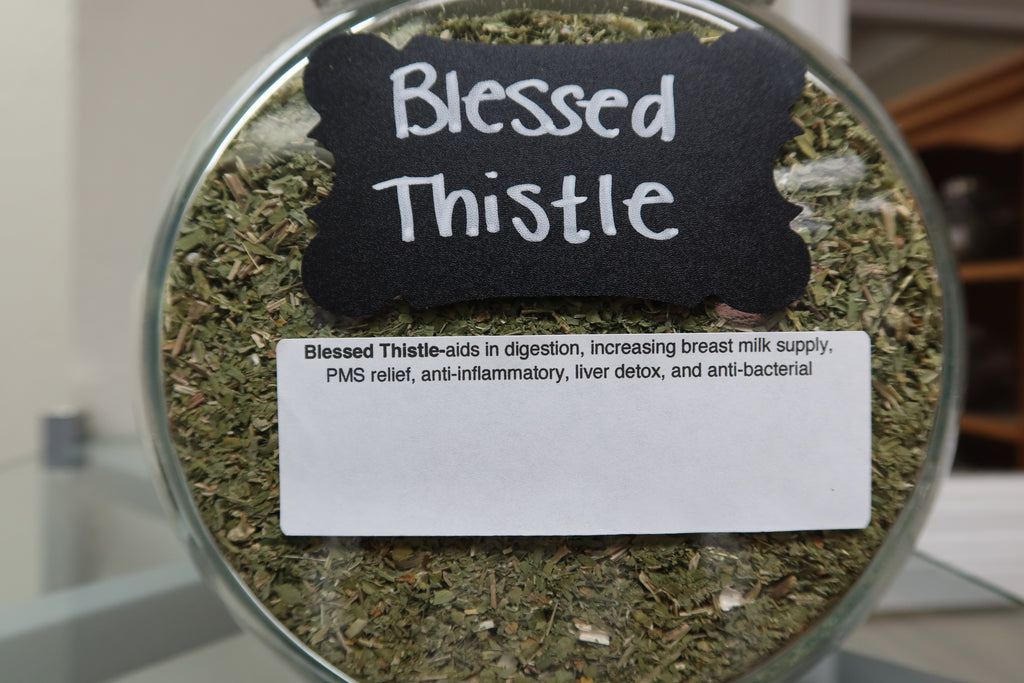 Blessed
Thistle
Blessed Thistle-aids in digestion, increasing breast milk supply,
PMS relief, anti-inflammatory, liver detox, and anti-bacterial